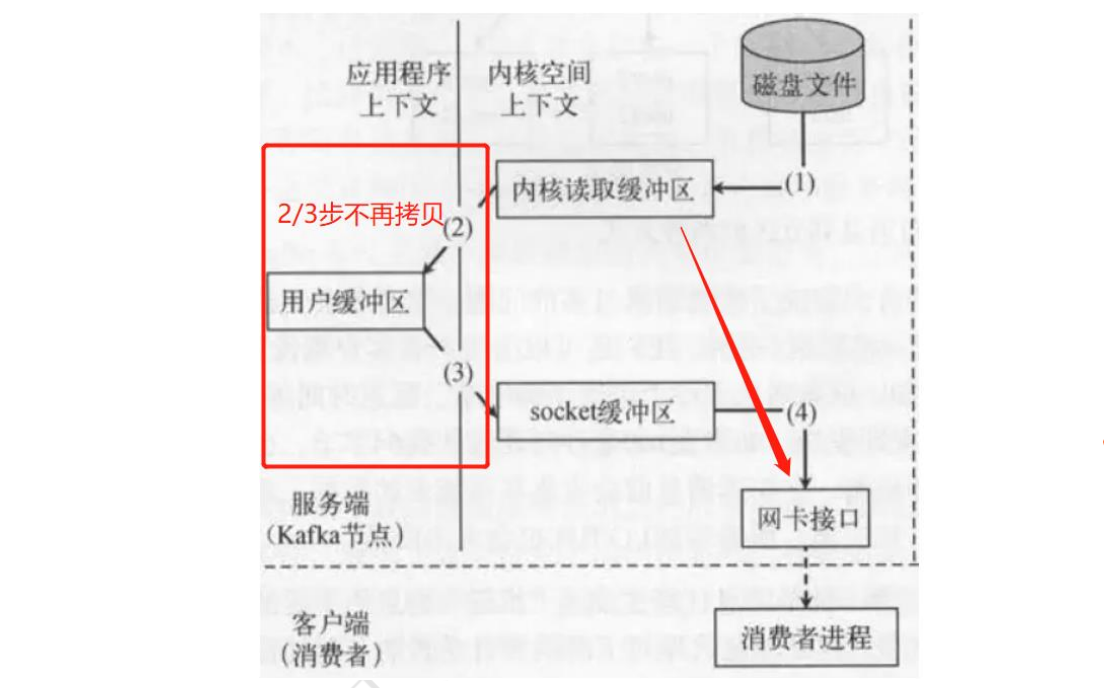 应用程序
上下文
内核空间
上下文
磁盘文件
内核读取缓冲区
(1)
2/3步不再拷贝
(2)
用户缓冲区
(3)
socket缓冲区
(4)
服务端
(Kafka节点)
网卡接口
客户端
(消费者)
消费者进程